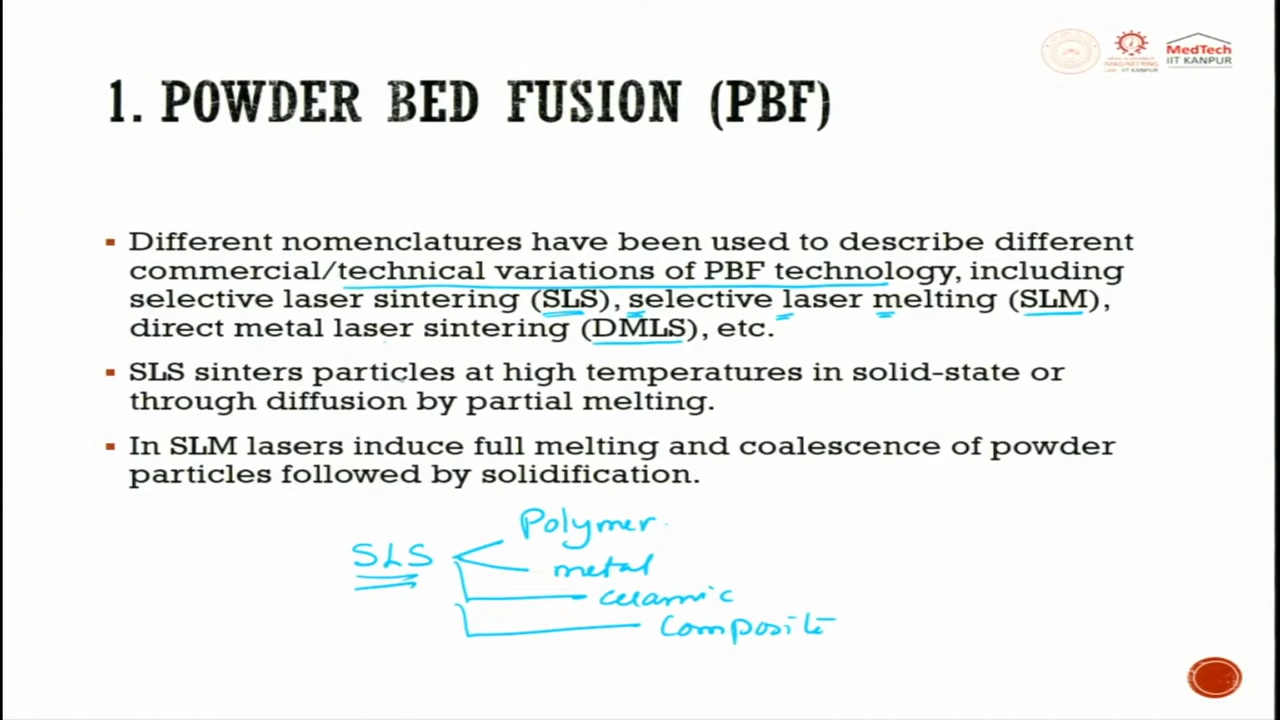 MedTech
IIT KANPUR
1. POWDER BED FUSION (PBF)
▪ Different nomenclatures have been used to describe different
commercial/technical variations of PBF technology, including
selective laser sintering (SLS), selective laser melting (SLM),
direct metal laser sintering (DMLS), etc.
▪ SLS sinters particles at high temperatures in solid-state or
through diffusion by partial melting.
▪ In SLM lasers induce full melting and coalescence of powder
particles followed by solidification.
Polymer
SLS
metal
ceramic
Composite